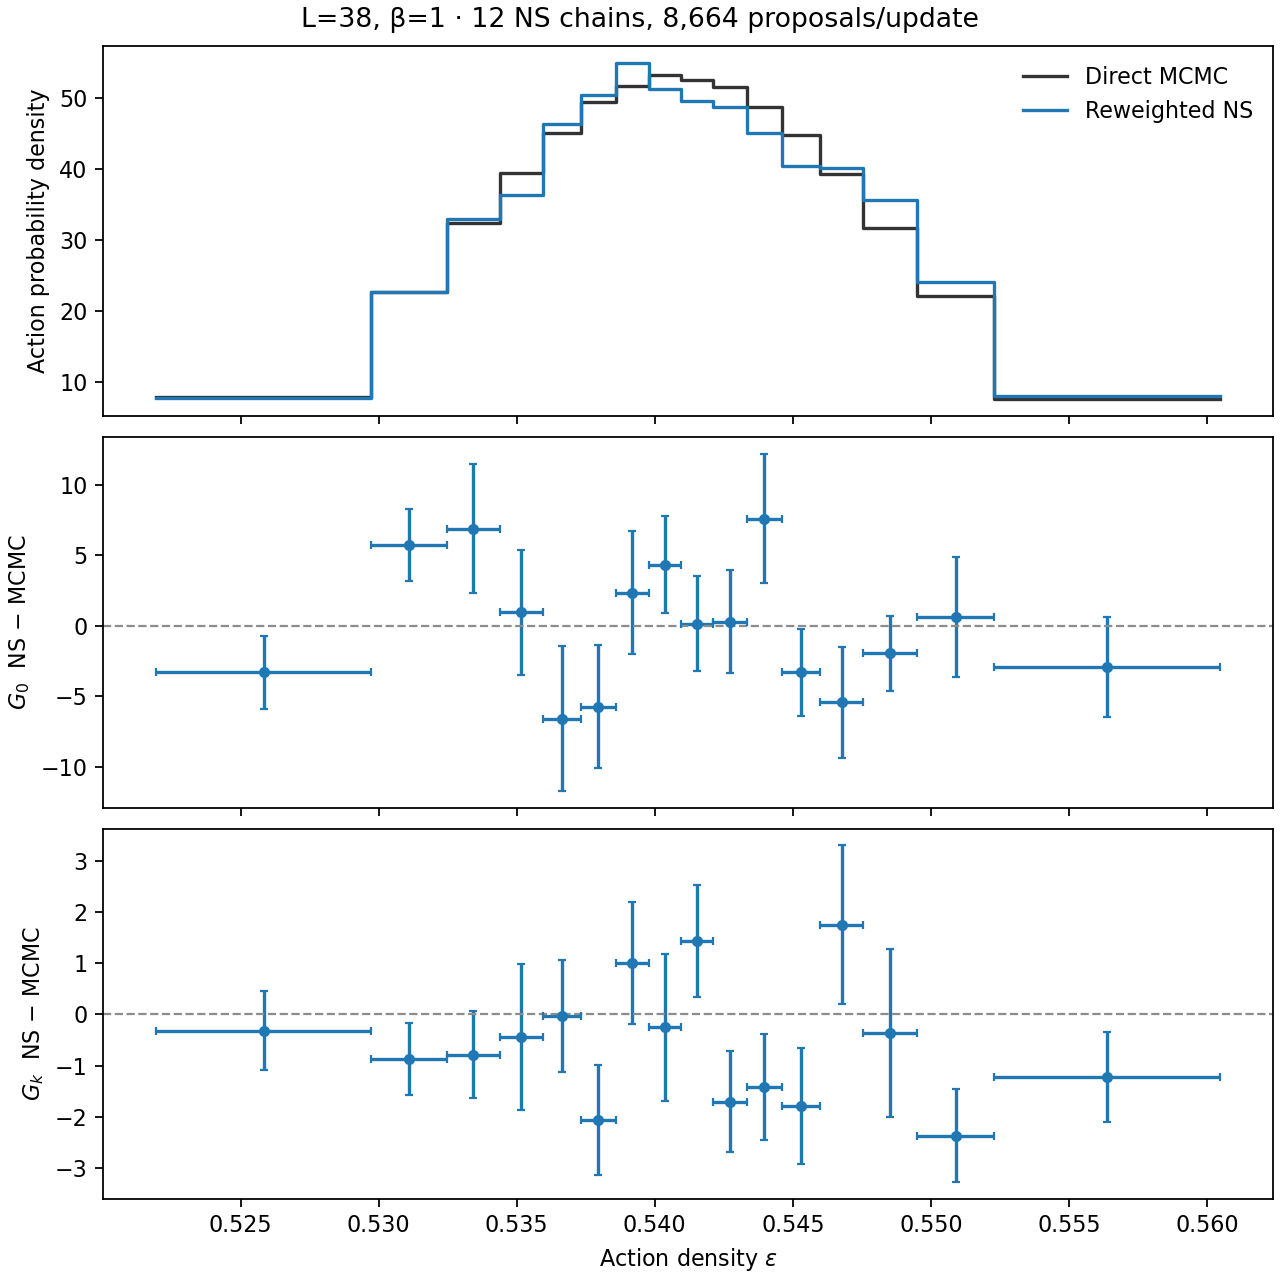 L=38, β=1 · 12 NS chains, 8,664 proposals/update
Action probability density
50
40
30
20
10
Direct MCMC
Reweighted NS
G₀ NS − MCMC
10
5
0
−5
−10
Gₖ NS − MCMC
3
2
1
0
−1
−2
−3
0.525 0.530 0.535 0.540 0.545 0.550 0.555 0.560
Action density ε